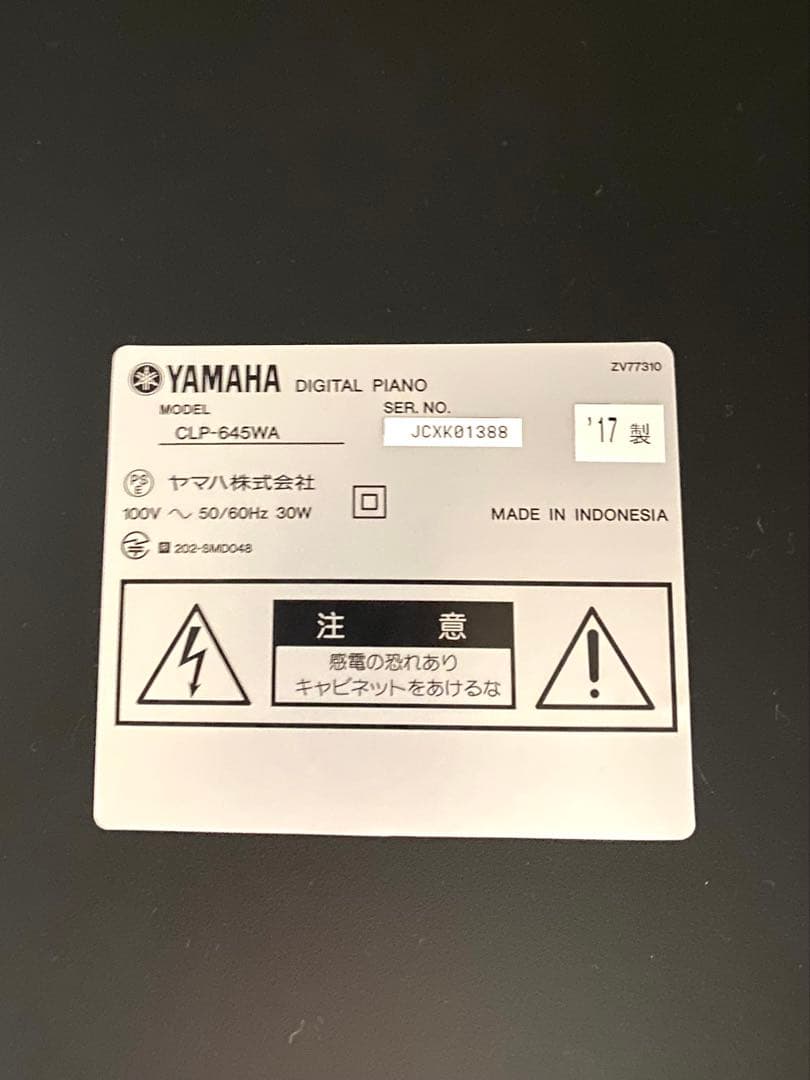 ZV77310
YAMAHA DIGITAL PIANO
MODEL
CLP-645WA
SER. NO.
JCXK01388
'17 製
PSE ヤマハ株式会社
100V ～ 50/60Hz 30W
MADE IN INDONESIA
R 202-SMD048
注 意
感電の恐れあり
キャビネットをあけるな